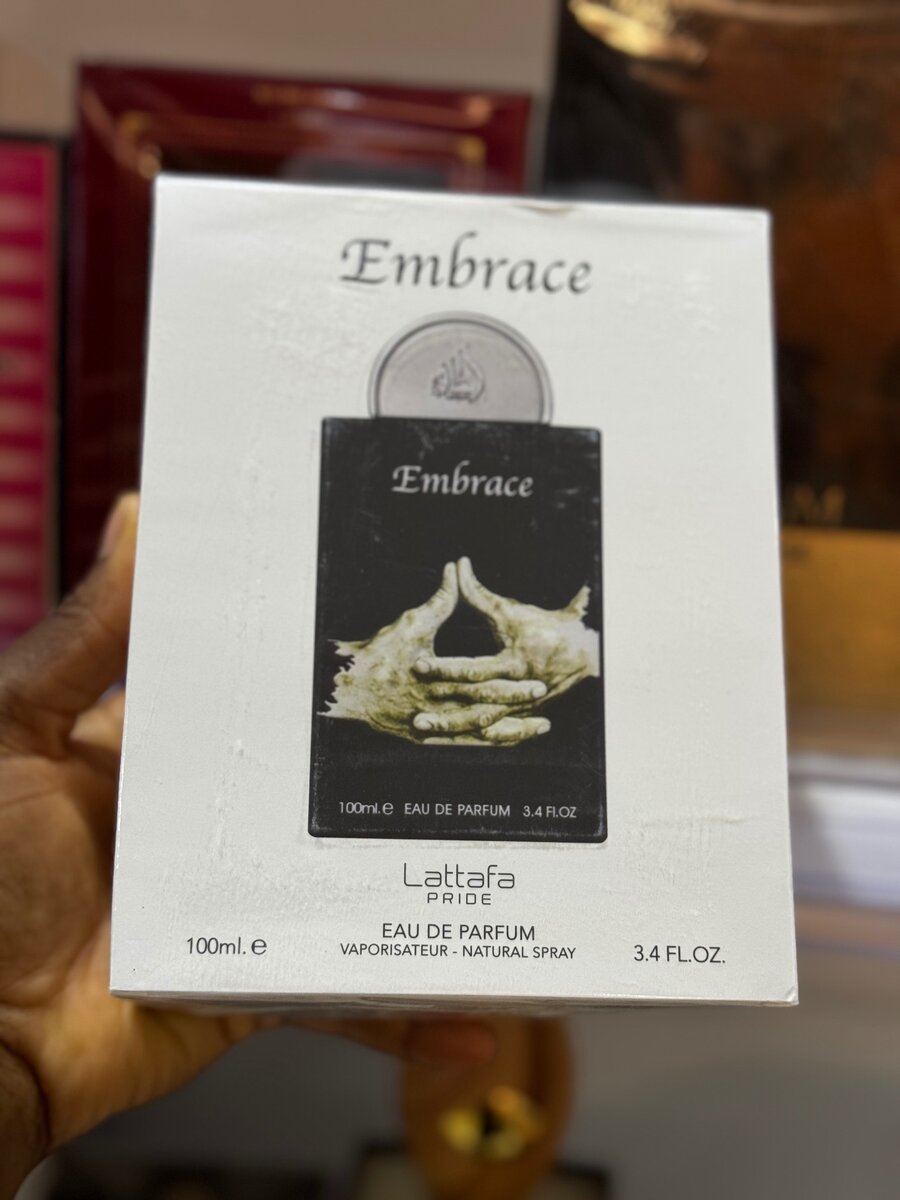 Embrace
Embrace
100ml.e EAU DE PARFUM 3.4 Fl.OZ
Lattafa
PRIDE
EAU DE PARFUM
VAPORISATEUR - NATURAL SPRAY
100ml. e
3.4 FL.OZ.